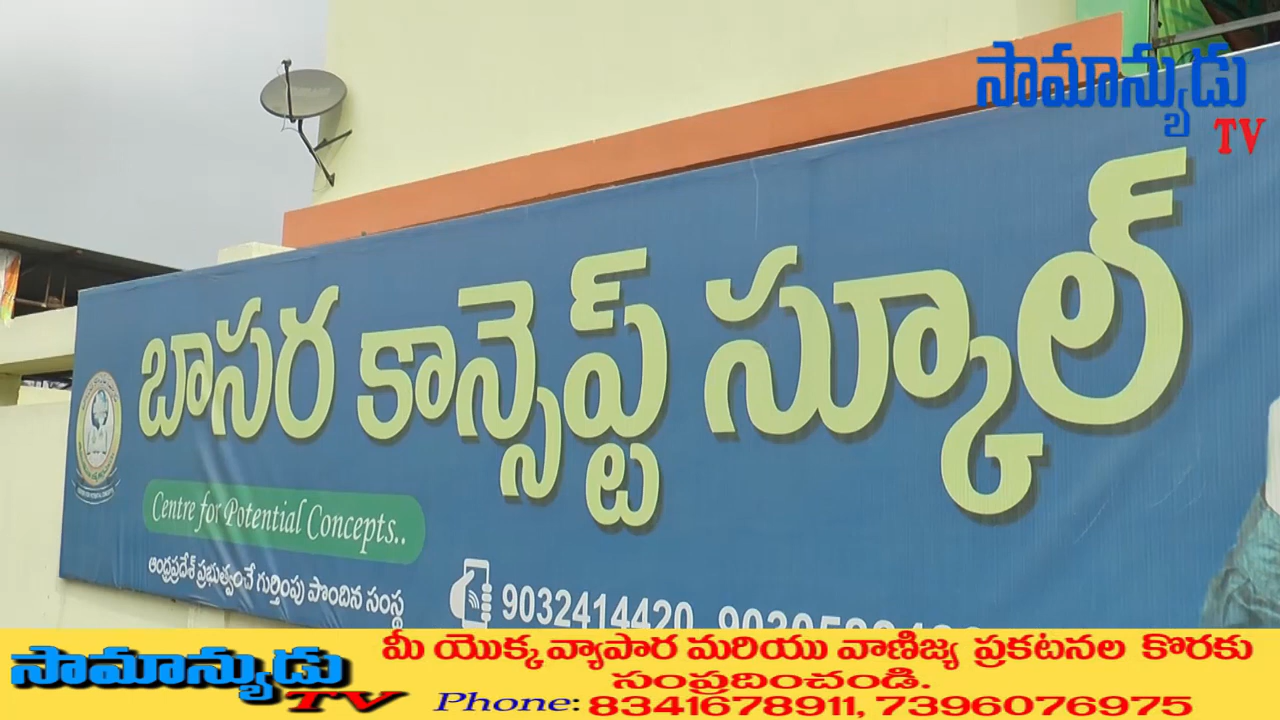 సామాన్యుడు
TV
బాసర కాన్సెప్ట్ స్కూల్
Centre for Potential Concepts..
ఆంధ్రప్రదేశ్ ప్రభుత్వంచే గుర్తింపు పొందిన సంస్థ
9032414420
సామాన్యుడు TV
మీ యొక్క వ్యాపార మరియు వాణిజ్య ప్రకటనల కొరకు
సంప్రదించండి.
Phone: 8341678911, 7396076975